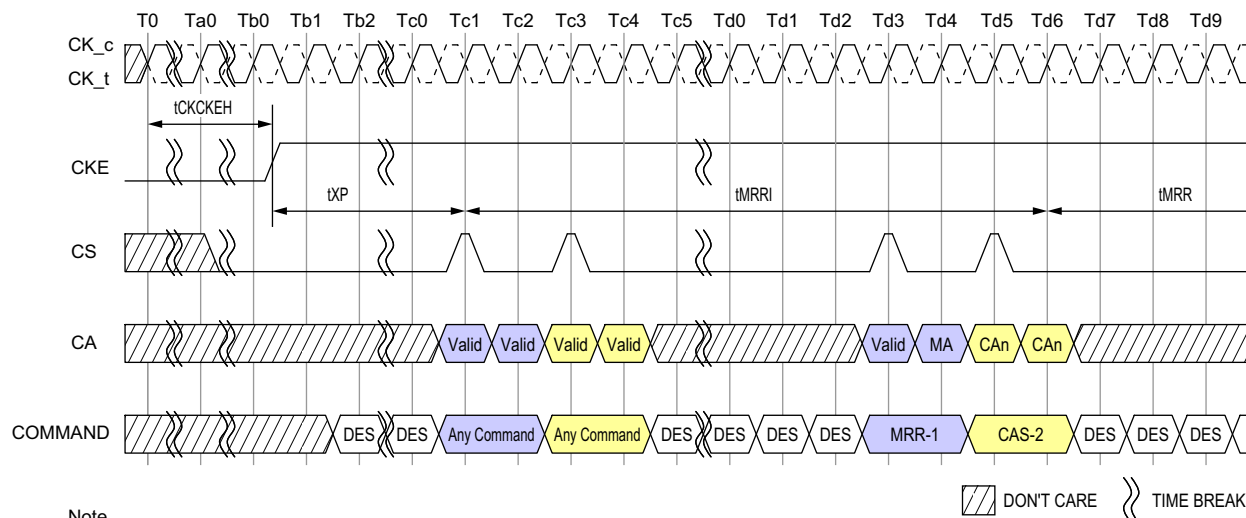 T0 Ta0 Tb0 Tb1 Tb2 Tc0 Tc1 Tc2 Tc3 Tc4 Tc5 Td0 Td1 Td2 Td3 Td4 Td5 Td6 Td7 Td8 Td9
CK_c
CK_t
tCKCKEH
CKE
tXP tMRRI tMRR
CS
CA Valid Valid Valid Valid Valid MA CAn CAn
COMMAND DES DES Any Command Any Command DES DES DES DES MRR-1 CAS-2 DES DES DES
DON'T CARE TIME BREAK
Note